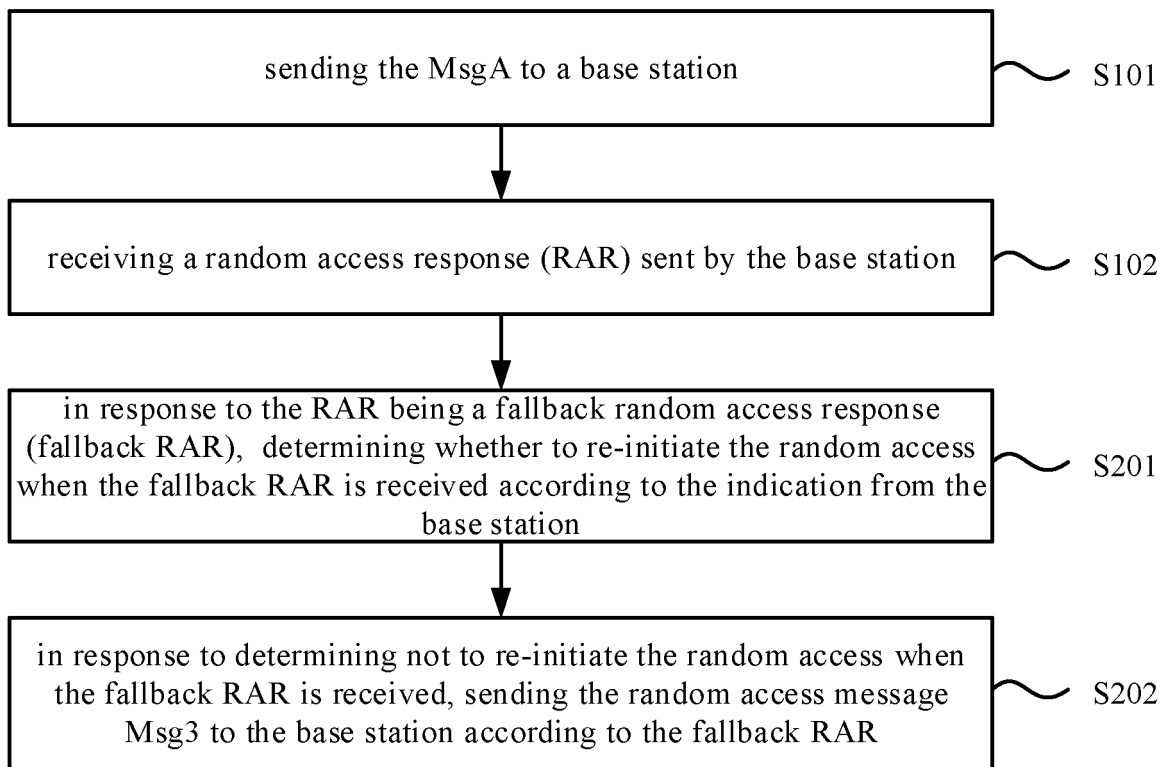 sending the MsgA to a base station
S101
receiving a random access response (RAR) sent by the base station
S102
in response to the RAR being a fallback random access response
(fallback RAR), determining whether to re-initiate the random access
when the fallback RAR is received according to the indication from the
base station
S201
in response to determining not to re-initiate the random access when
the fallback RAR is received, sending the random access message
Msg3 to the base station according to the fallback RAR
S202